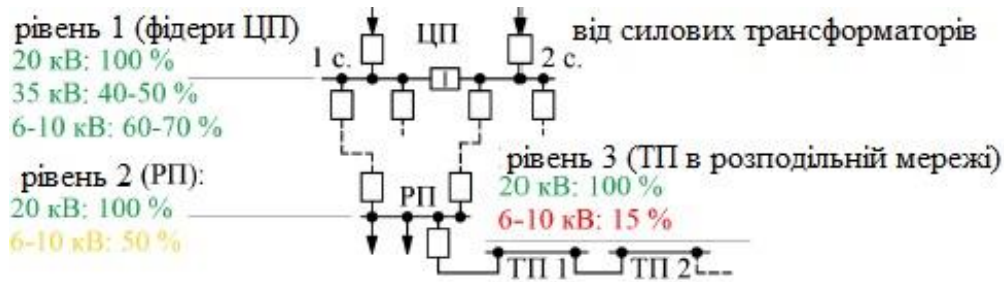 рівень 1 (фідери ЦП)
20 кВ: 100 %
35 кВ: 40-50 %
6-10 кВ: 60-70 %
ЦП
1 с.
2 с.
від силових трансформаторів
рівень 2 (РП):
20 кВ: 100 %
6-10 кВ: 50 %
РП
рівень 3 (ТП в розподільній мережі)
20 кВ: 100 %
6-10 кВ: 15 %
ТП 1
ТП 2